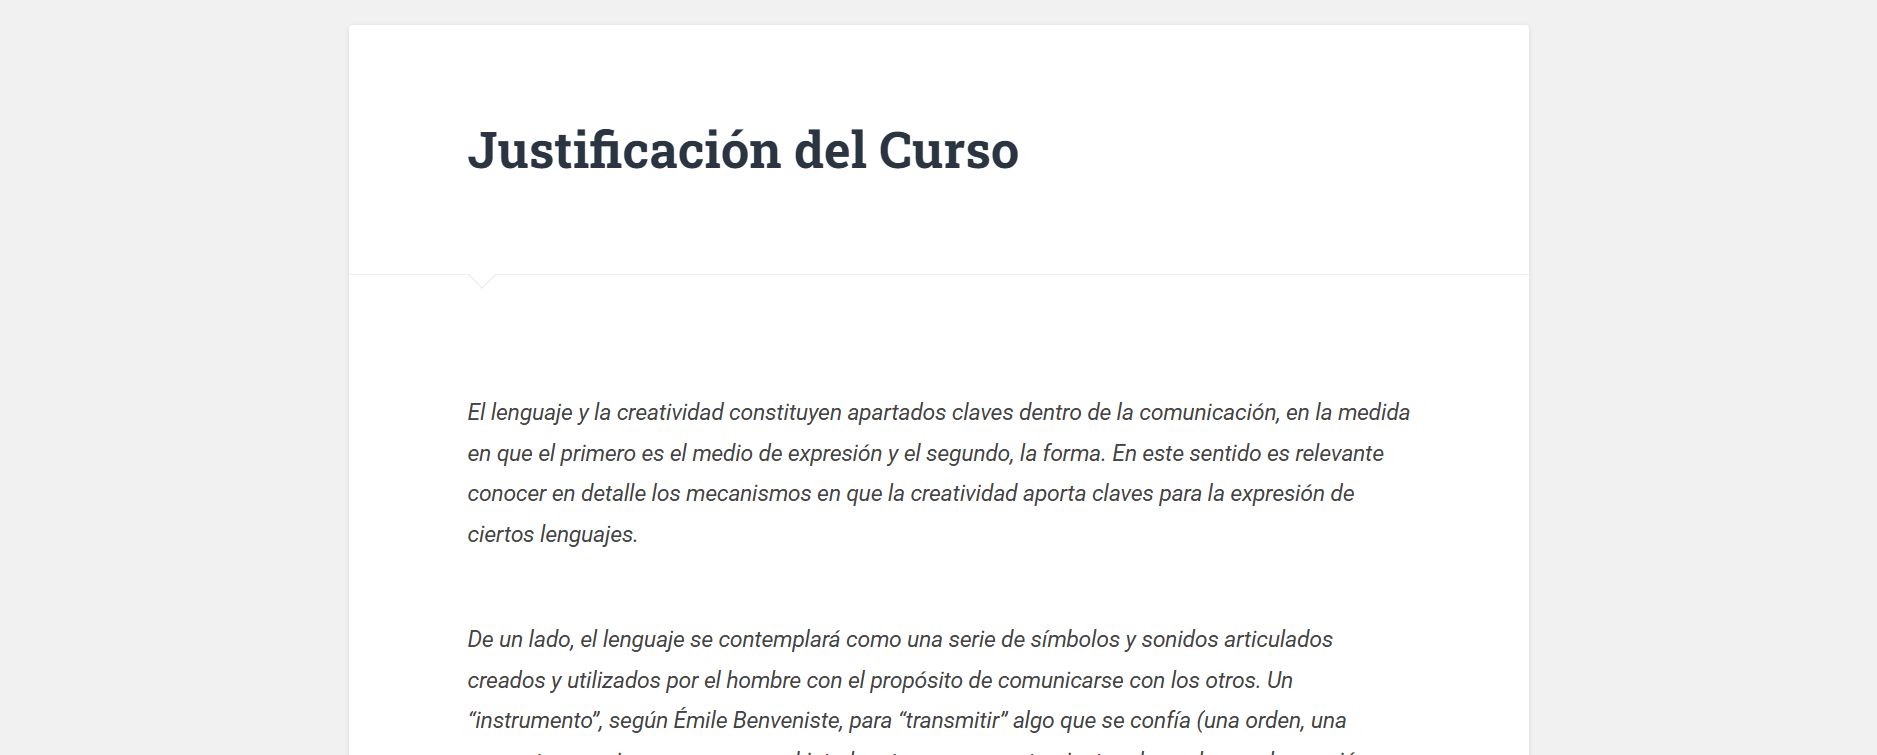 Justificación del Curso
El lenguaje y la creatividad constituyen apartados claves dentro de la comunicación, en la medida
en que el primero es el medio de expresión y el segundo, la forma. En este sentido es relevante
conocer en detalle los mecanismos en que la creatividad aporta claves para la expresión de
ciertos lenguajes.
De un lado, el lenguaje se contemplará como una serie de símbolos y sonidos articulados
creados y utilizados por el hombre con el propósito de comunicarse con los otros. Un
“instrumento”, según Émile Benveniste, para “transmitir” algo que se confía (una orden, una